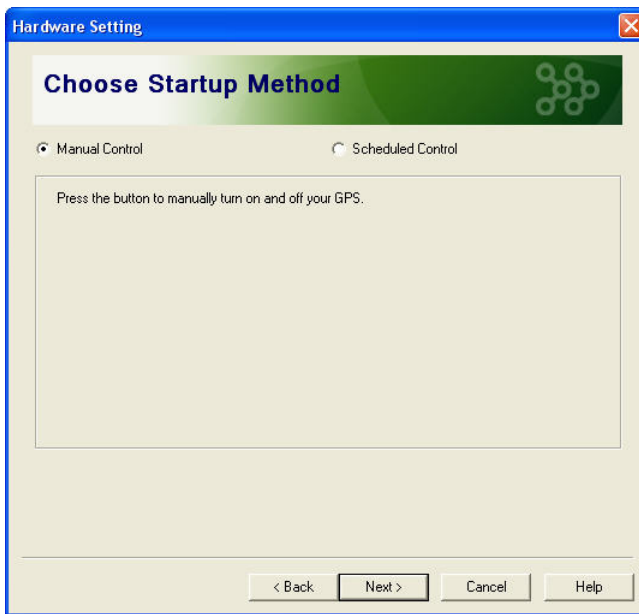 Hardware Setting
Choose Startup Method
Manual Control Scheduled Control
Press the button to manually turn on and off your GPS.
< Back Next > Cancel Help